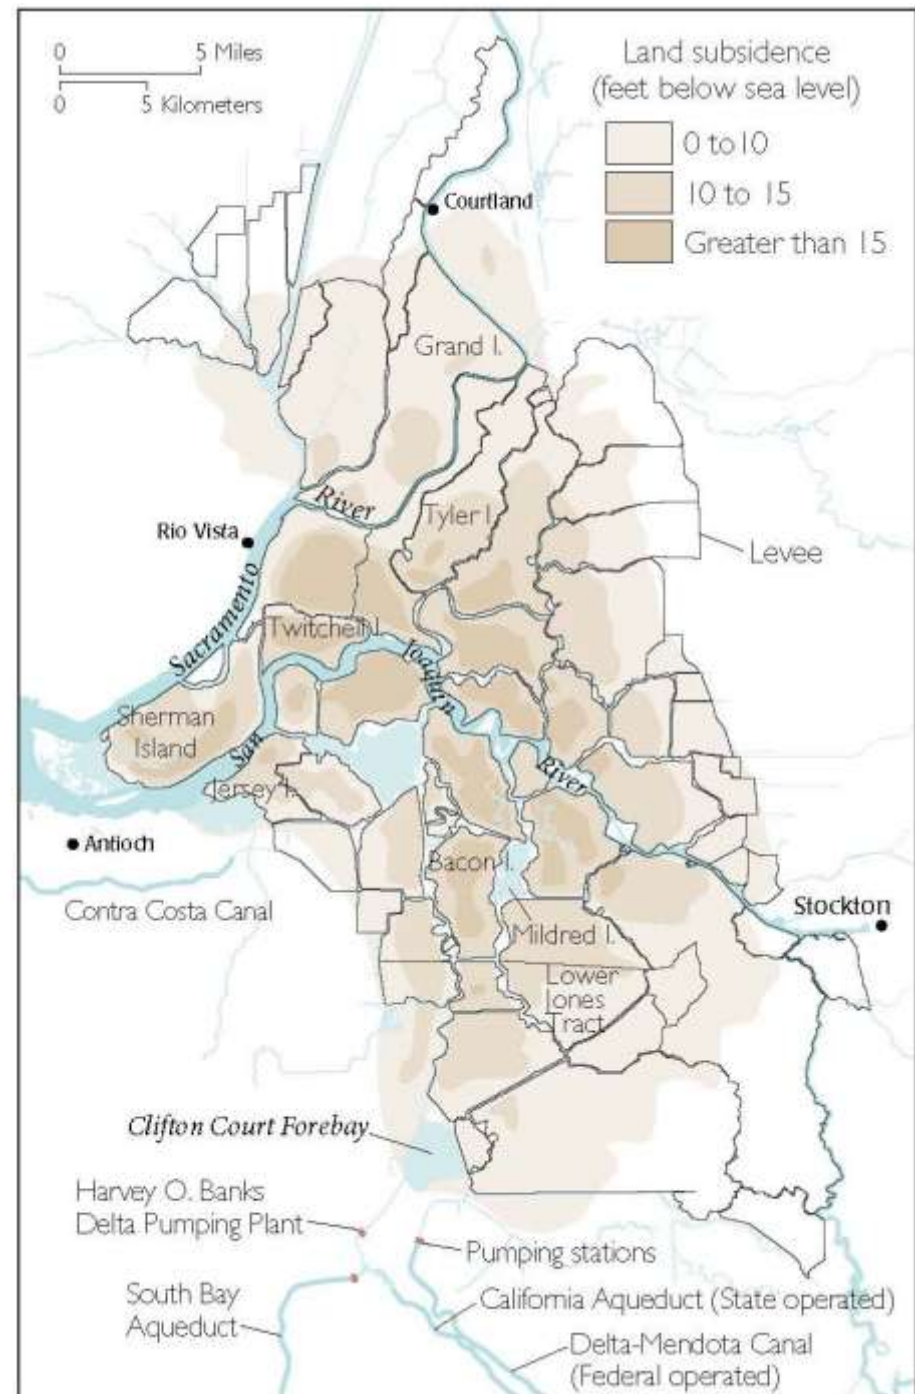 0 5 Miles
0 5 Kilometers
Land subsidence
(feet below sea level)
0 to 10
10 to 15
Greater than 15
Courtland
Grand I.
River
Tyler I.
Rio Vista
Levee
Sacramento
Twitchell I.
Joaquin
Sherman
Island
San
River
Jersey I.
Antioch
Bacon I.
Contra Costa Canal
Stockton
Mildred I.
Lower
Jones
Tract
Clifton Court Forebay
Harvey O. Banks
Delta Pumping Plant
Pumping stations
South Bay
Aqueduct
California Aqueduct (State operated)
Delta-Mendota Canal
(Federal operated)